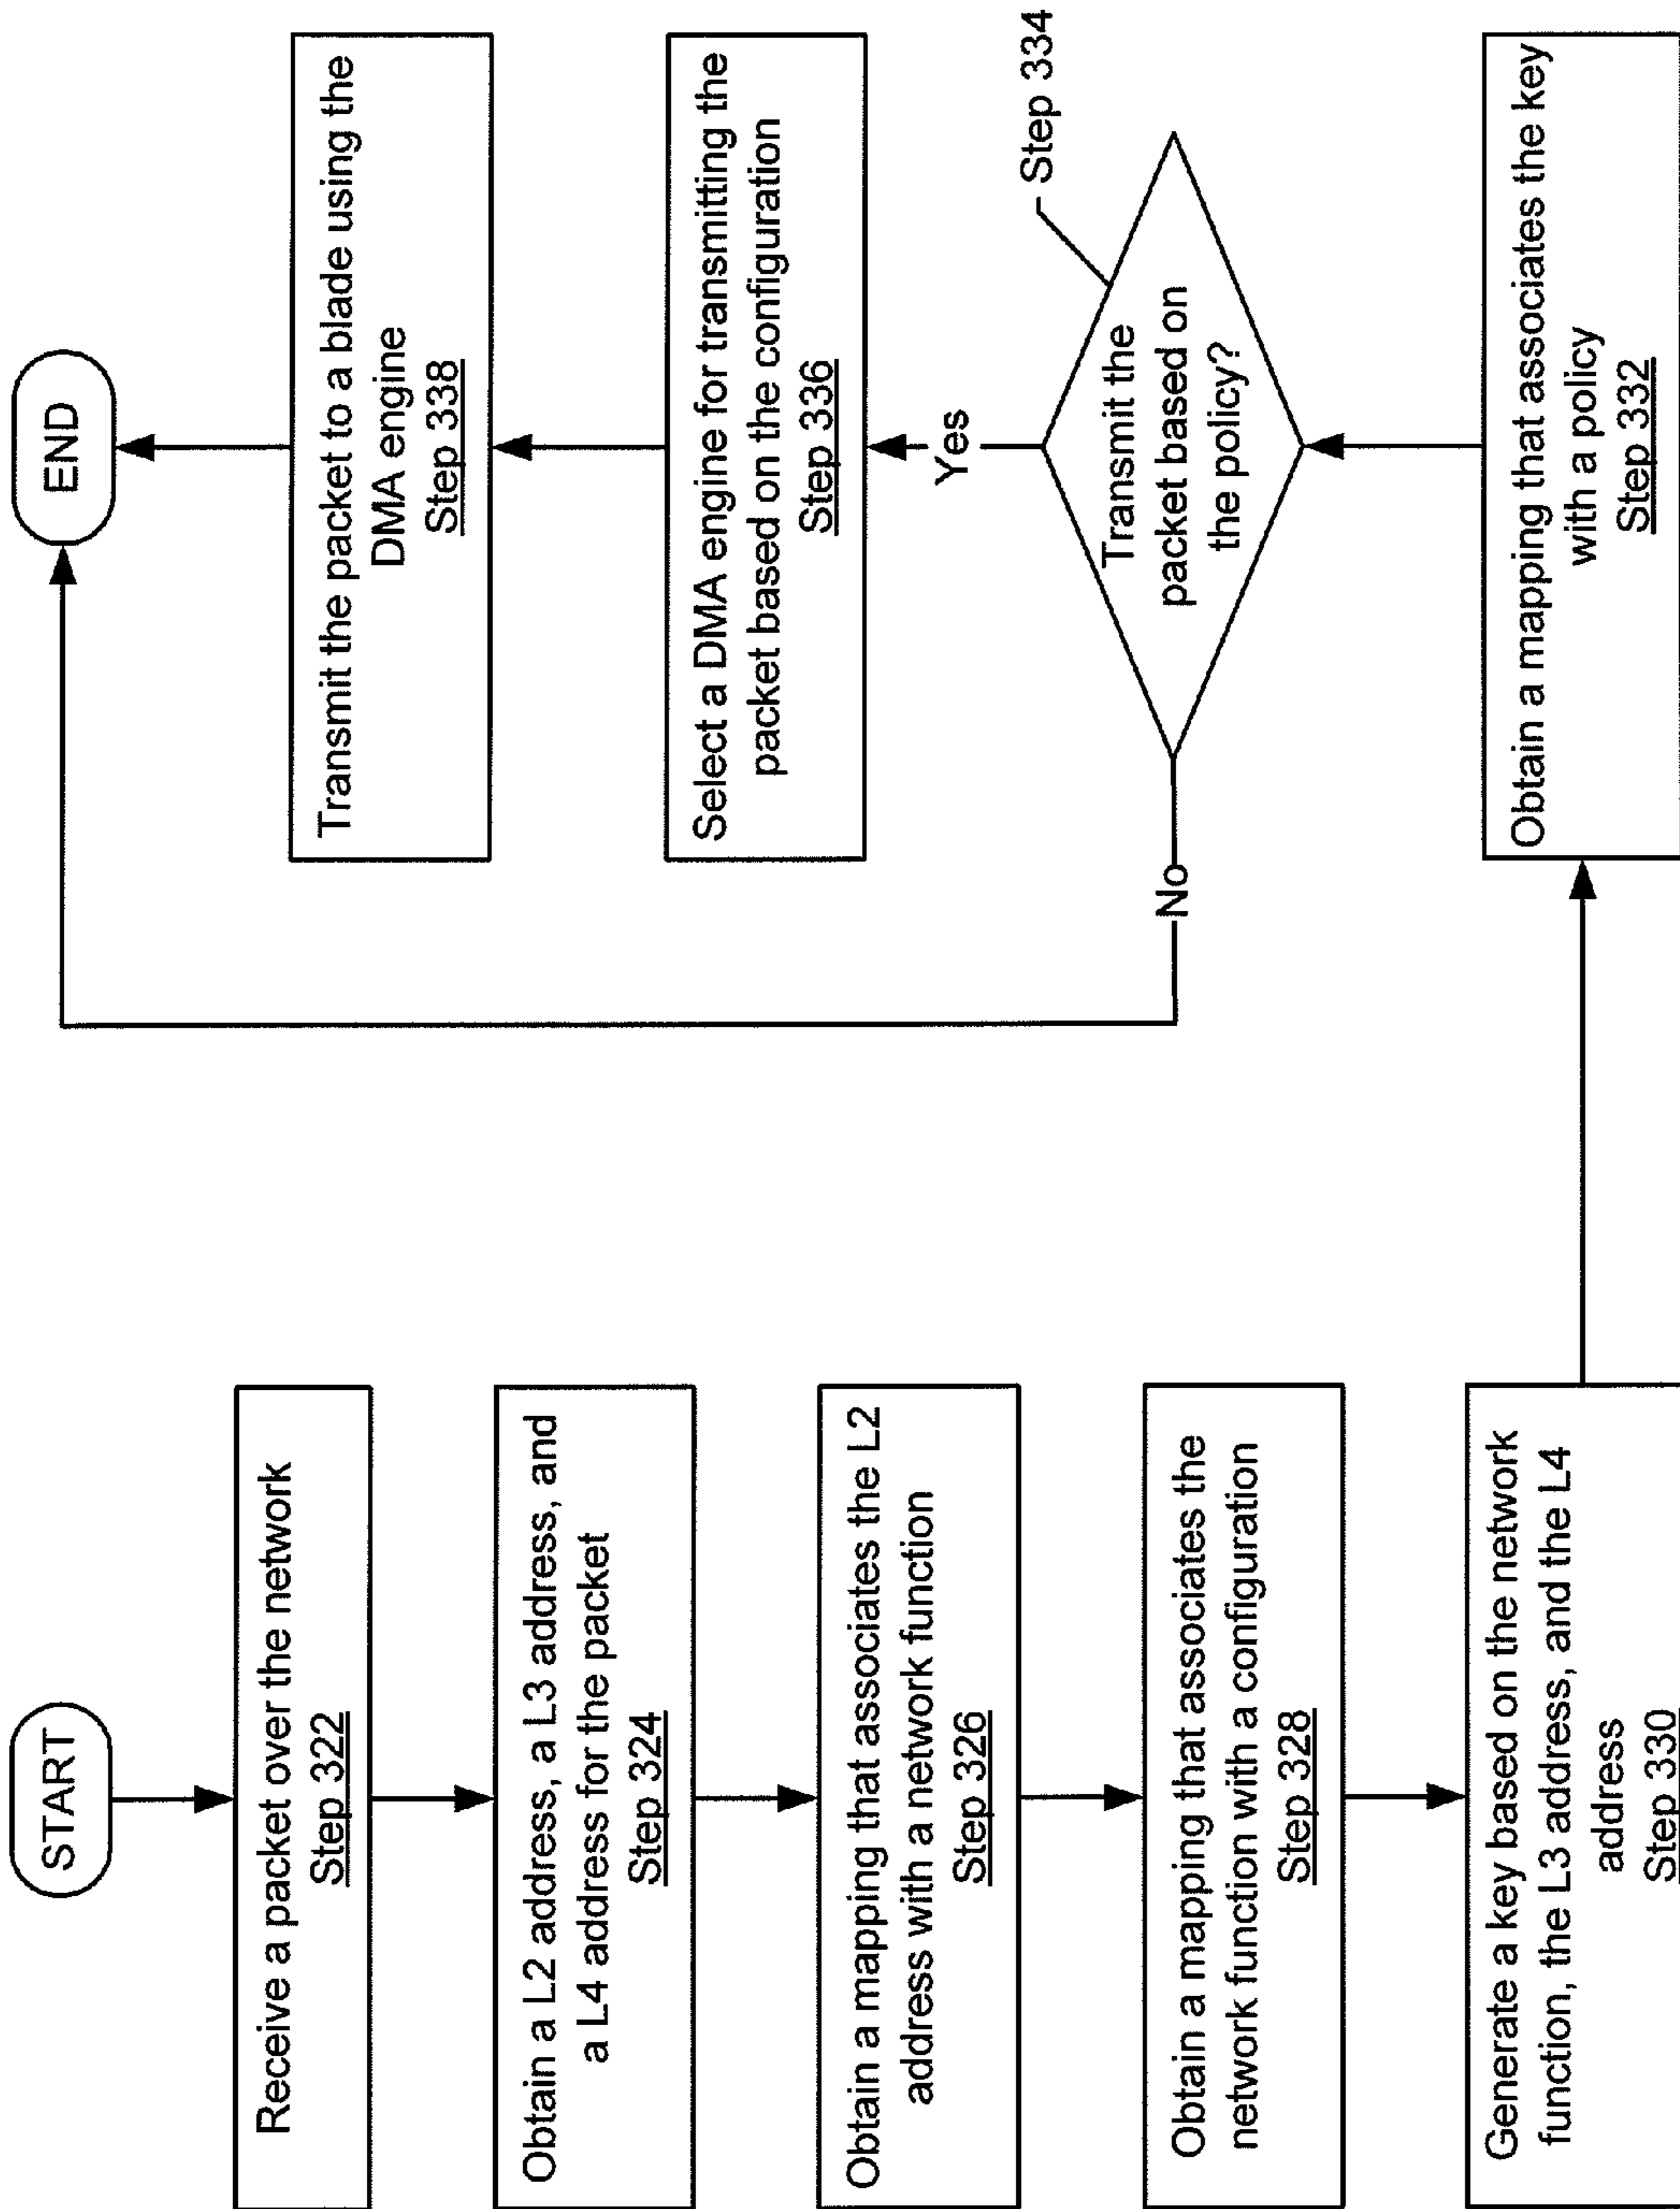 START
Receive a packet over the network
Step 322
Obtain a L2 address, a L3 address, and
a L4 address for the packet
Step 324
Obtain a mapping that associates the L2
address with a network function
Step 326
Obtain a mapping that associates the
network function with a configuration
Step 328
Generate a key based on the network
function, the L3 address, and the L4
address
Step 330
Obtain a mapping that associates the key
with a policy
Step 332
Transmit the
packet based on
the policy?
Step 334
No
Yes
Select a DMA engine for transmitting the
packet based on the configuration
Step 336
Transmit the packet to a blade using the
DMA engine
Step 338
END